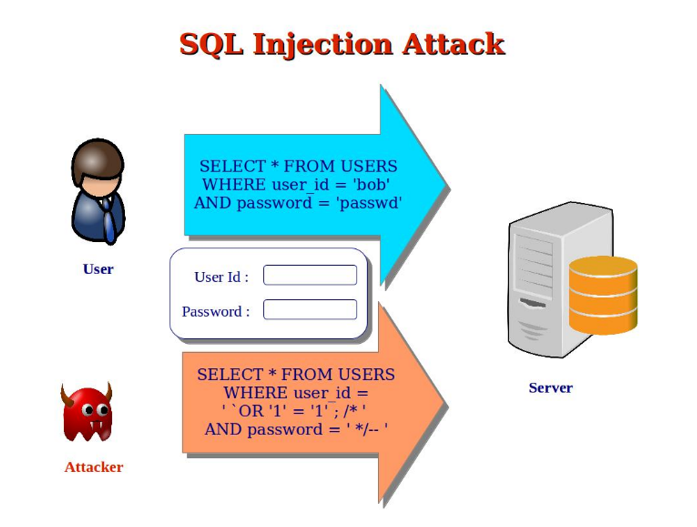 SQL Injection Attack
SELECT * FROM USERS
WHERE user_id = 'bob'
AND password = 'passwd'
User
User Id :
Password :
SELECT * FROM USERS
WHERE user_id =
' `OR '1' = '1' ; /* '
AND password = ' */-- '
Server
Attacker